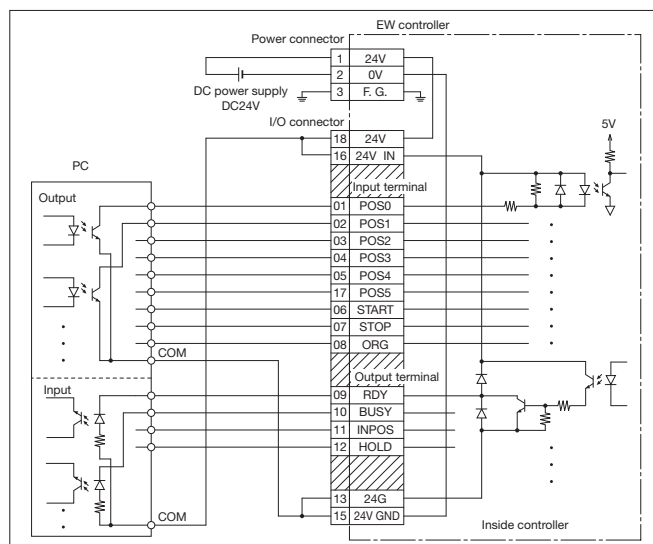 EW controller
Power connector
1 24V
2 0V
3 F. G.
DC power supply
DC24V
I/O connector
18 24V
16 24V IN
5V
PC
Input terminal
Output
01 POS0
02 POS1
03 POS2
04 POS3
05 POS4
17 POS5
06 START
07 STOP
08 ORG
COM
Output terminal
Input
09 RDY
10 BUSY
11 INPOS
12 HOLD
13 24G
COM
15 24V GND
Inside controller